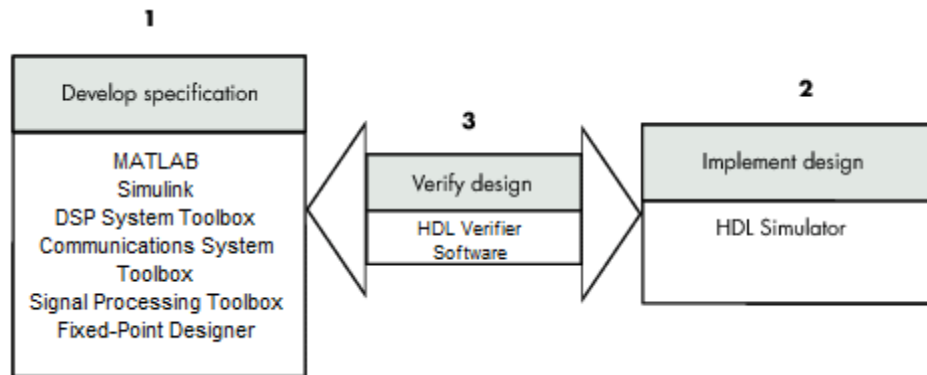 1
Develop specification
MATLAB
Simulink
DSP System Toolbox
Communications System
Toolbox
Signal Processing Toolbox
Fixed-Point Designer
3
Verify design
HDL Verifier
Software
2
Implement design
HDL Simulator